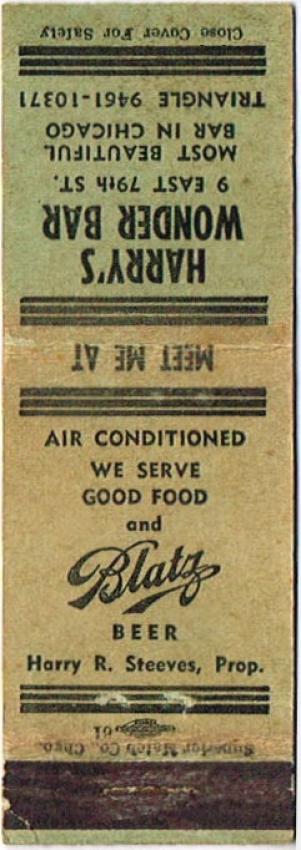 Close Cover For Safety
TRIANGLE 9461-10371
BAR IN CHICAGO
MOST BEAUTIFUL
9 EAST 79th ST.
WONDER BAR
HARRY'S
MEET ME AT
AIR CONDITIONED
WE SERVE
GOOD FOOD
and
Blatz
BEER
Harry R. Steeves, Prop.
61
Superior Match Co., Chgo.